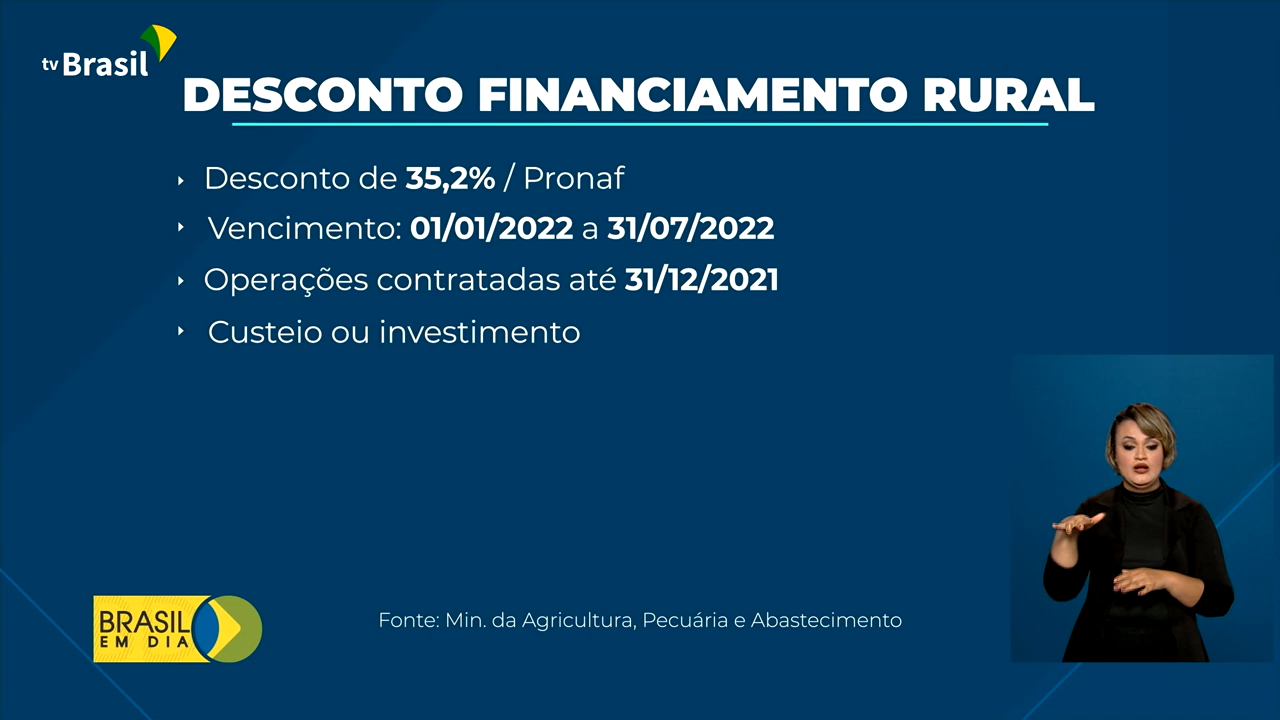 tv Brasil
DESCONTO FINANCIAMENTO RURAL
Desconto de 35,2% / Pronaf
Vencimento: 01/01/2022 a 31/07/2022
Operações contratadas até 31/12/2021
Custeio ou investimento
BRASIL
EM DIA
Fonte: Min. da Agricultura, Pecuária e Abastecimento